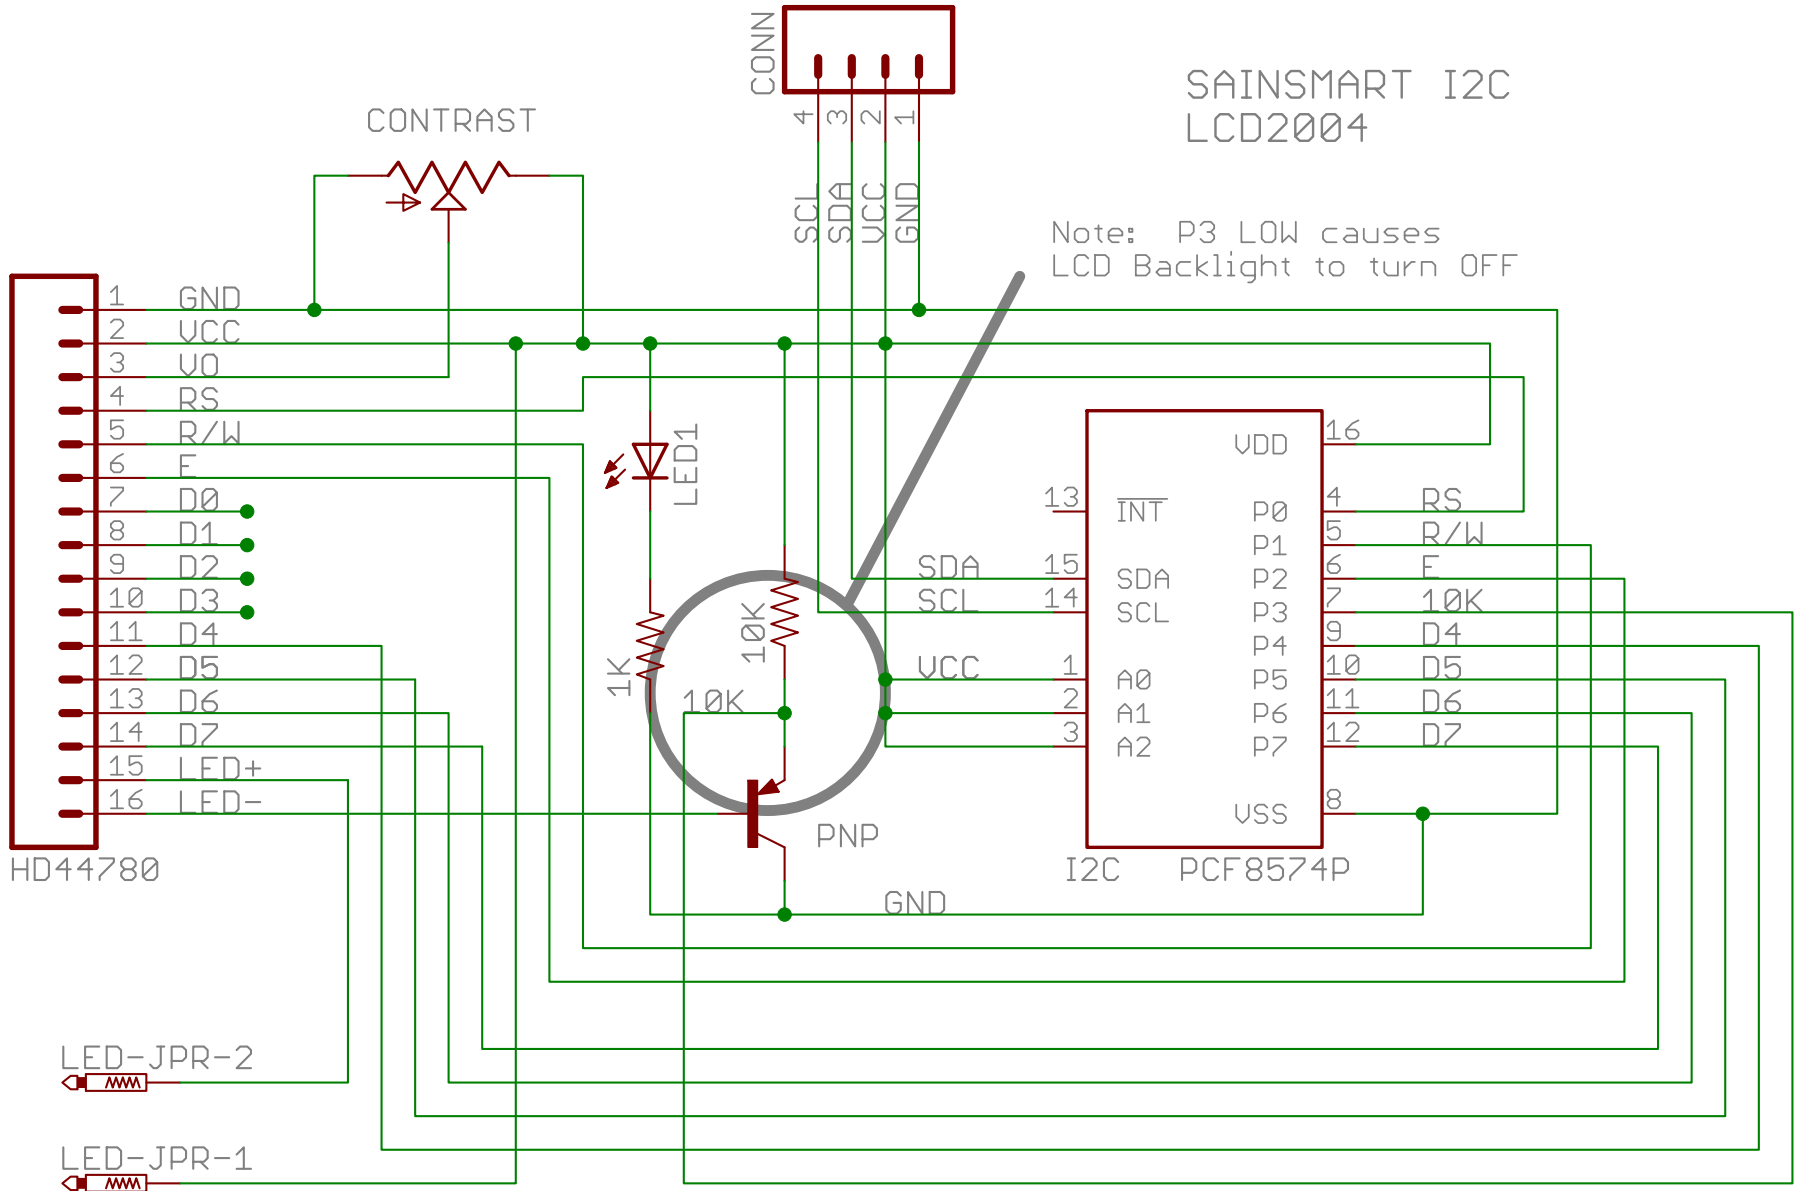 CONN
SAINSMART I2C
LCD2004
CONTRAST
4 3 2 1
SCL SDA VCC GND
Note: P3 LOW causes
LCD Backlight to turn OFF
1 GND
2 VCC
3 VO
4 RS
5 R/W
6 E
7 D0
8 D1
9 D2
10 D3
11 D4
12 D5
13 D6
14 D7
15 LED+
16 LED-
HD44780
LED1
1K
10K
10K
PNP
GND
SDA
SCL
VCC
13 INT
15 SDA
14 SCL
1 A0
2 A1
3 A2
VDD 16
P0 4 RS
P1 5 R/W
P2 6 E
P3 7 10K
P4 9 D4
P5 10 D5
P6 11 D6
P7 12 D7
VSS 8
I2C PCF8574P
LED-JPR-2
LED-JPR-1